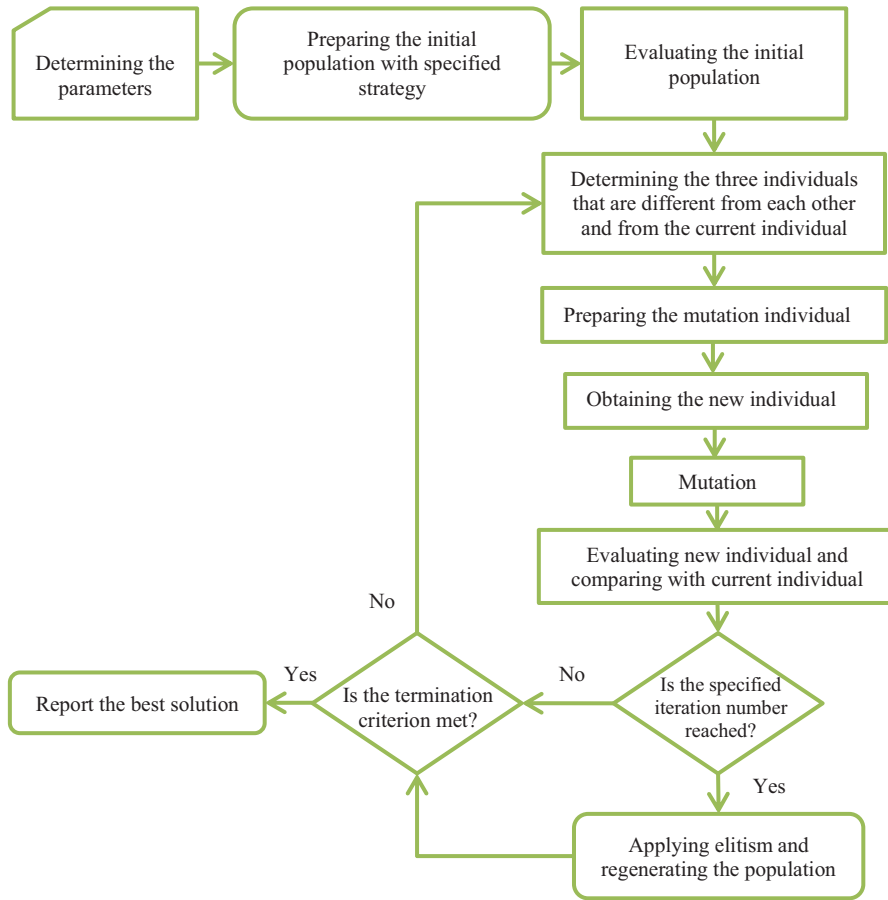 Determining the
parameters
Preparing the initial
population with specified
strategy
Evaluating the initial
population
Determining the three individuals
that are different from each other
and from the current individual
Preparing the mutation individual
Obtaining the new individual
Mutation
Evaluating new individual and
comparing with current individual
No
Yes
No
Report the best solution
Is the termination
criterion met?
Is the specified
iteration number
reached?
Yes
Applying elitism and
regenerating the population